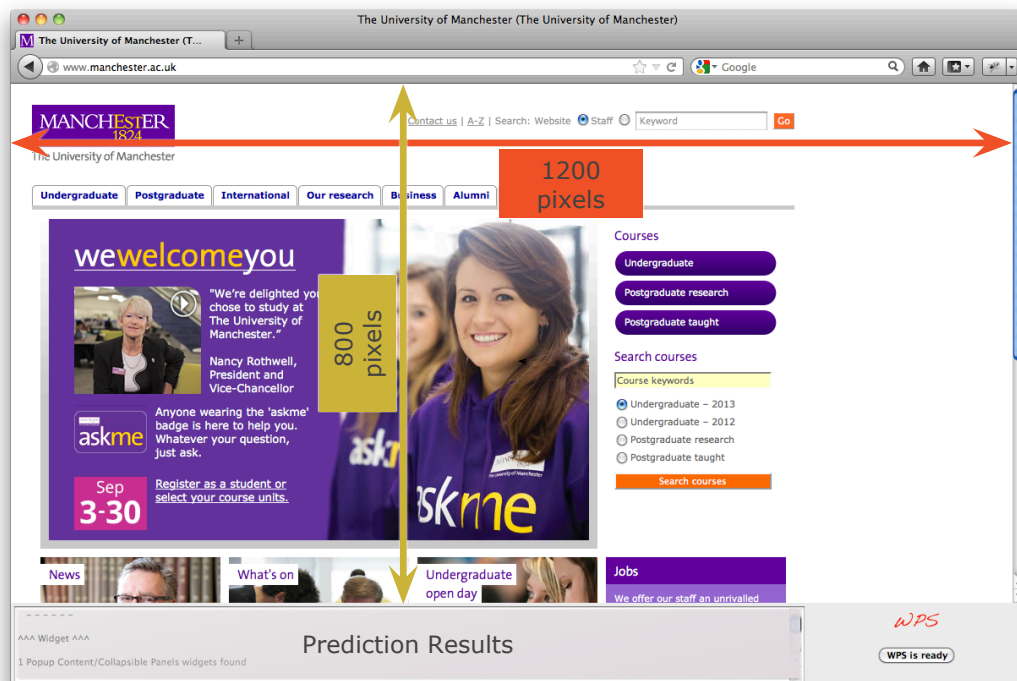 The University of Manchester (The University of Manchester)
The University of Manchester (T...
www.manchester.ac.uk
Google
MANCHESTER
1824
The University of Manchester
Contact us | A-Z | Search: Website Staff Keyword Go
1200
pixels
Undergraduate Postgraduate International Our research Business Alumni
wewelcomeyou
"We're delighted you
chose to study at
The University of
Manchester."
Nancy Rothwell,
President and
Vice-Chancellor
800
pixels
askme
Anyone wearing the 'askme'
badge is here to help you.
Whatever your question,
just ask.
Sep
3-30
Register as a student or
select your course units.
askme
Courses
Undergraduate
Postgraduate research
Postgraduate taught
Search courses
Course keywords
Undergraduate – 2013
Undergraduate – 2012
Postgraduate research
Postgraduate taught
Search courses
News
What's on
Undergraduate
open day
Jobs
We offer our staff an unrivalled
------
^^^ Widget ^^^
1 Popup Content/Collapsible Panels widgets found
Prediction Results
WPS
WPS is ready